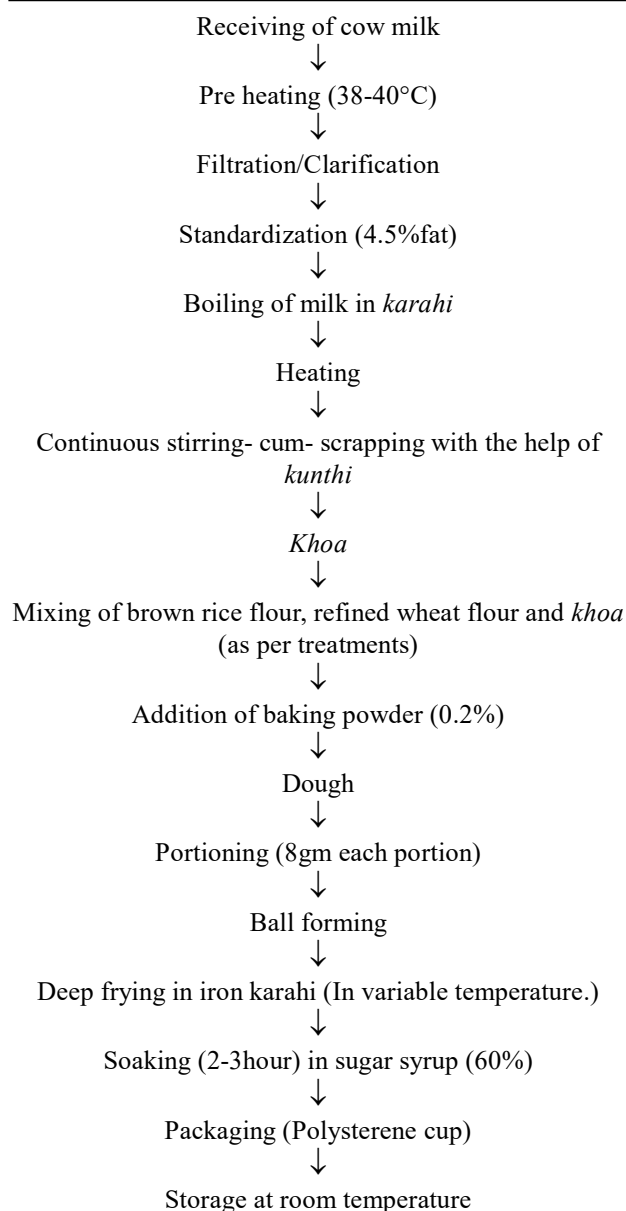 Receiving of cow milk
↓
Pre heating (38-40°C)
↓
Filtration/Clarification
↓
Standardization (4.5%fat)
↓
Boiling of milk in karahi
↓
Heating
↓
Continuous stirring- cum- scrapping with the help of
kunthi
↓
Khoa
↓
Mixing of brown rice flour, refined wheat flour and khoa
(as per treatments)
↓
Addition of baking powder (0.2%)
↓
Dough
↓
Portioning (8gm each portion)
↓
Ball forming
↓
Deep frying in iron karahi (In variable temperature.)
↓
Soaking (2-3hour) in sugar syrup (60%)
↓
Packaging (Polysterene cup)
↓
Storage at room temperature